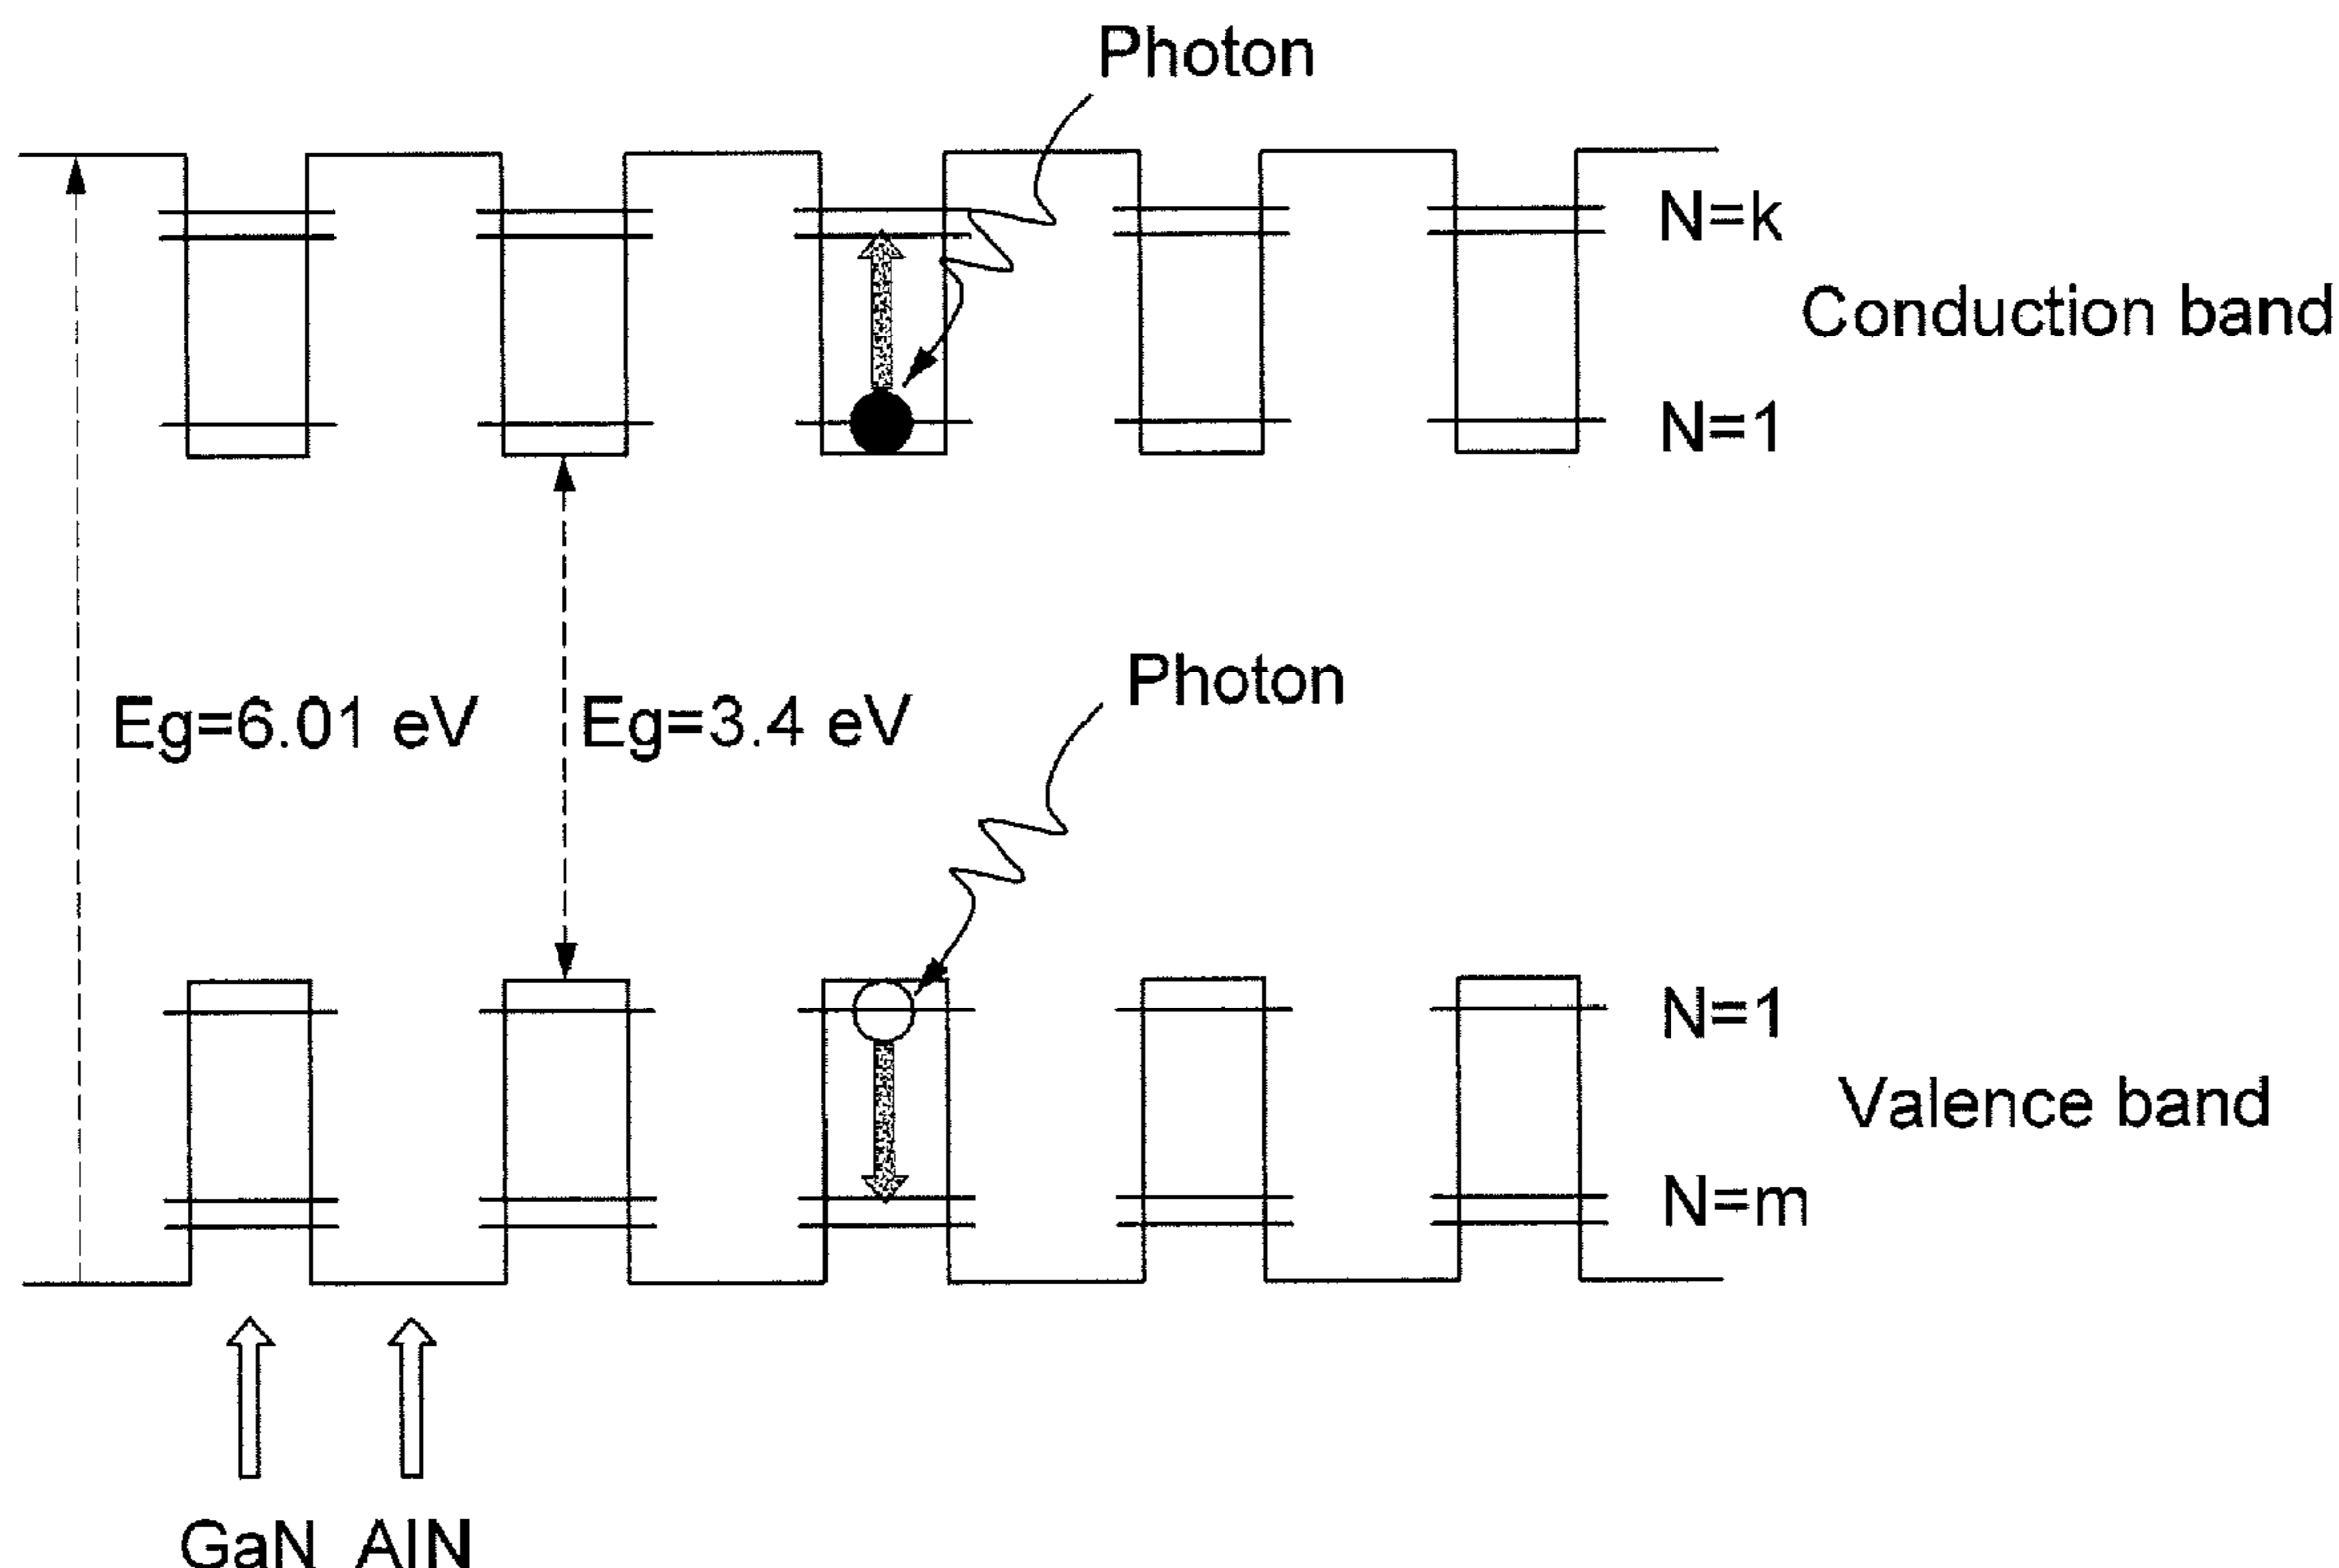 Photon
N=k
Conduction band
N=1
Photon
Eg=6.01 eV
Eg=3.4 eV
N=1
Valence band
N=m
GaN
AlN